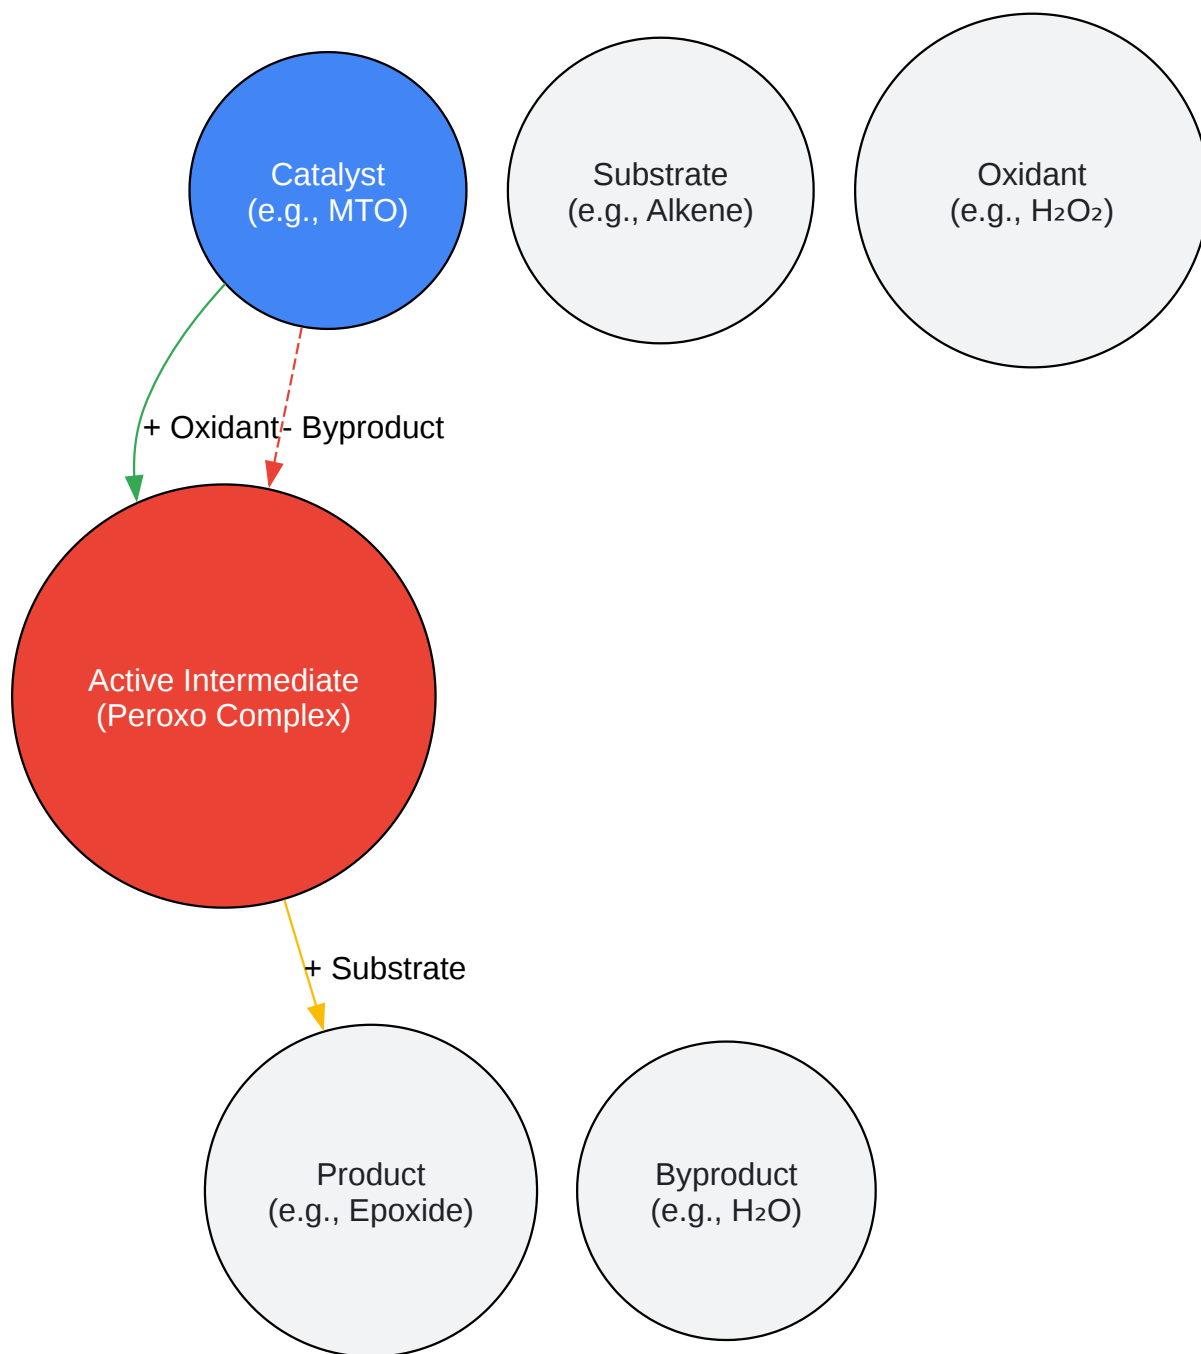 Catalyst
(e.g., MTO)
Substrate
(e.g., Alkene)
Oxidant
(e.g., H₂O₂)
+ Oxidant
- Byproduct
Active Intermediate
(Peroxo Complex)
+ Substrate
Product
(e.g., Epoxide)
Byproduct
(e.g., H₂O)